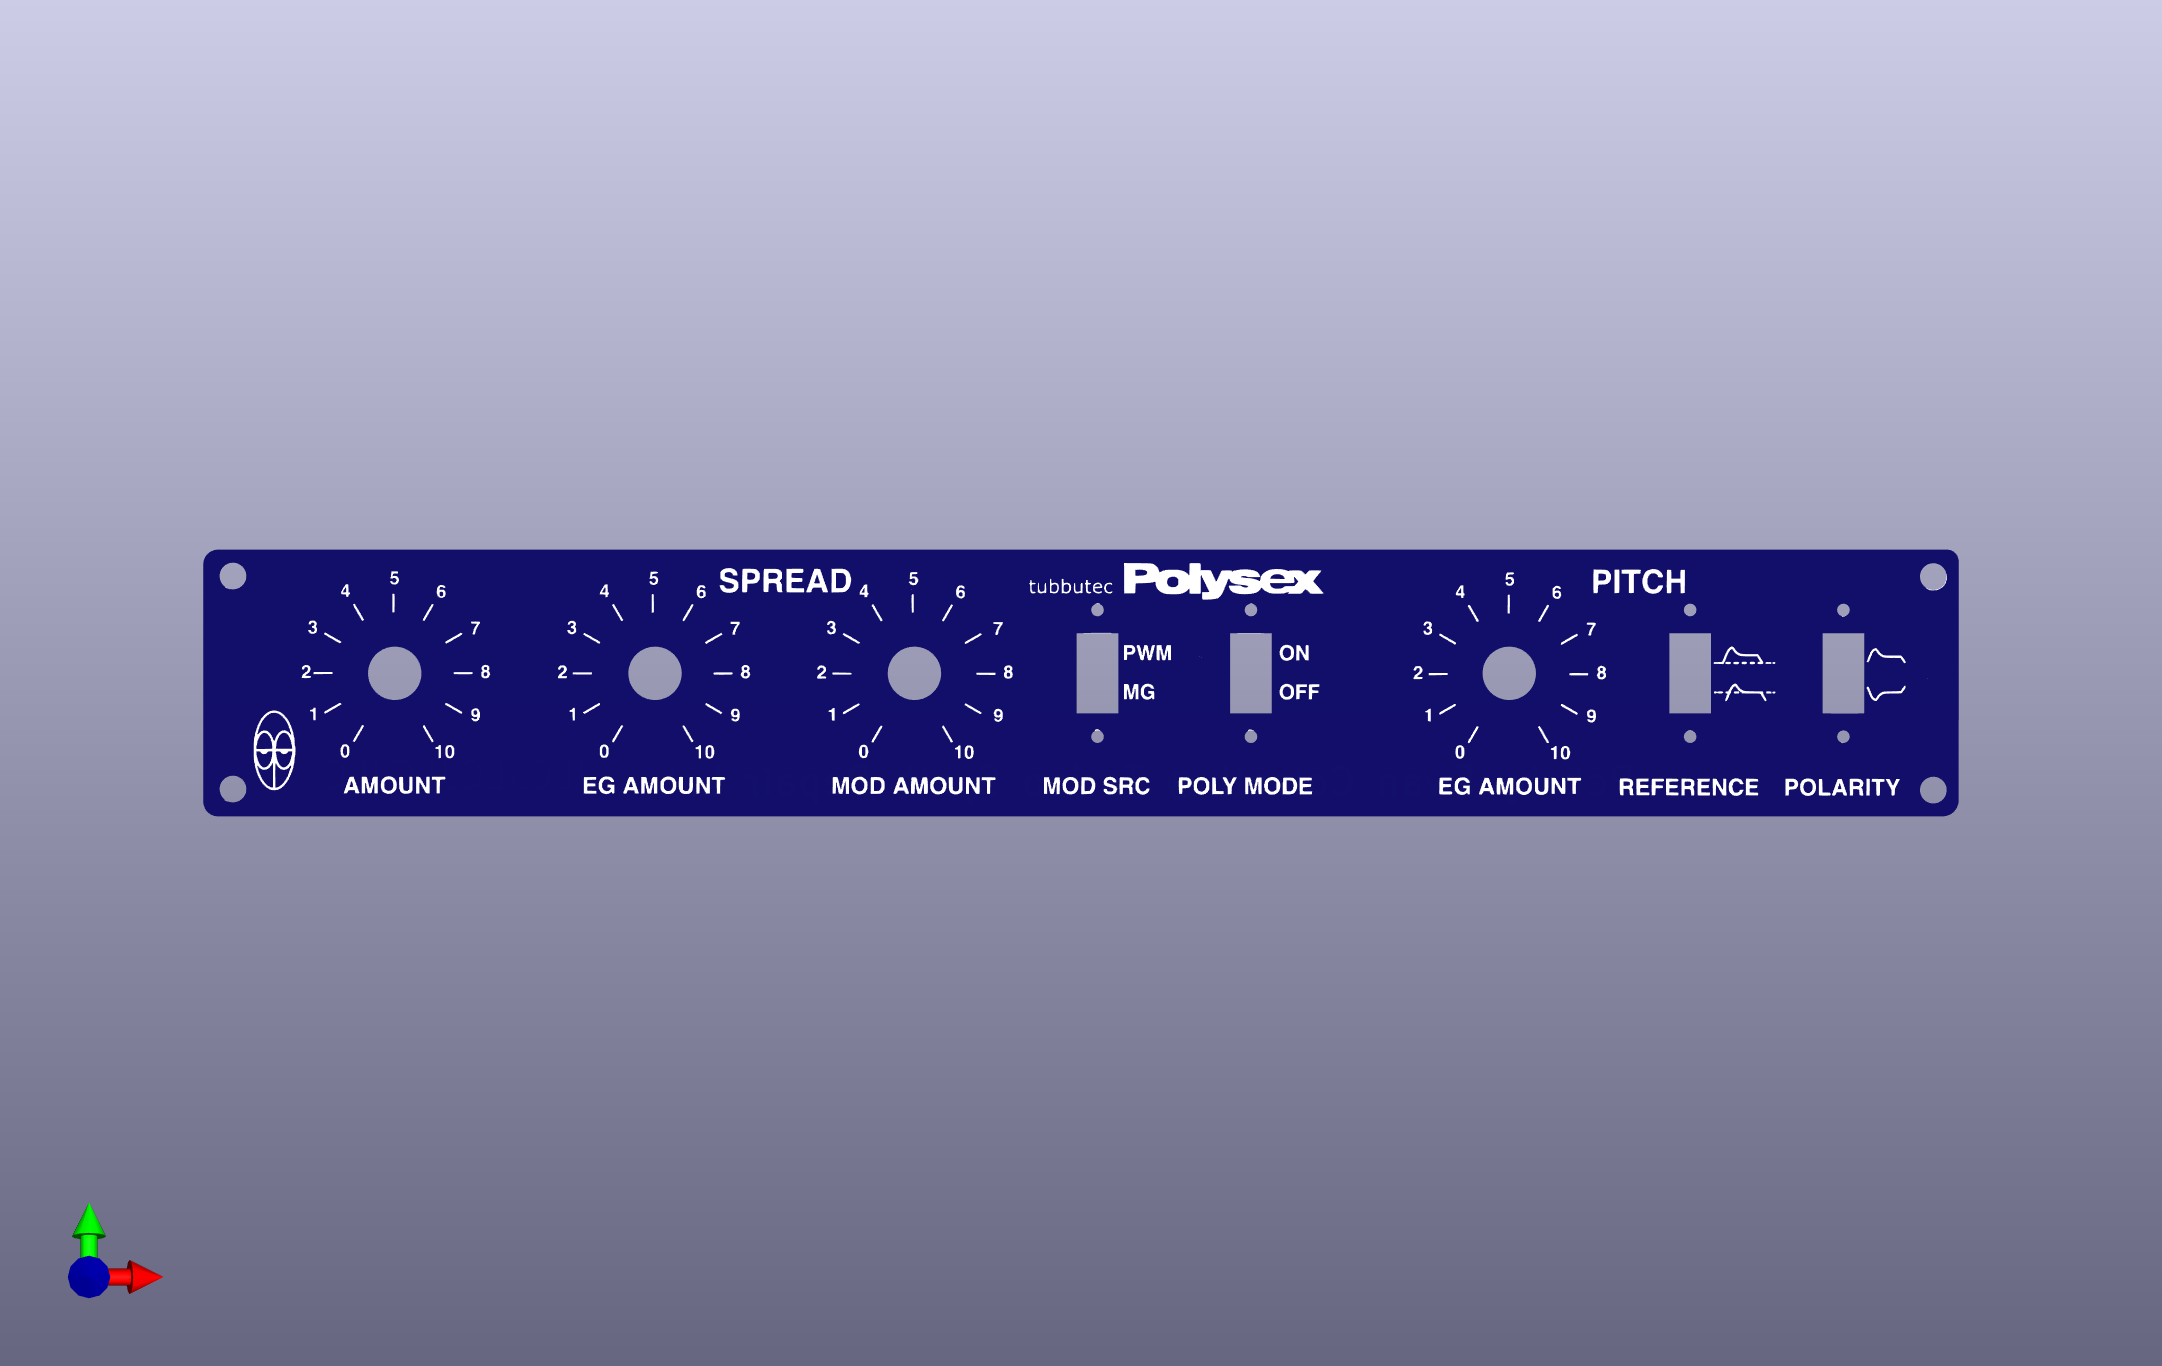 SPREAD
tubbutec Polysex
PITCH
0 1 2 3 4 5 6 7 8 9 10
AMOUNT
0 1 2 3 4 5 6 7 8 9 10
EG AMOUNT
0 1 2 3 4 5 6 7 8 9 10
MOD AMOUNT
PWM
MG
MOD SRC
ON
OFF
POLY MODE
0 1 2 3 4 5 6 7 8 9 10
EG AMOUNT
REFERENCE
POLARITY